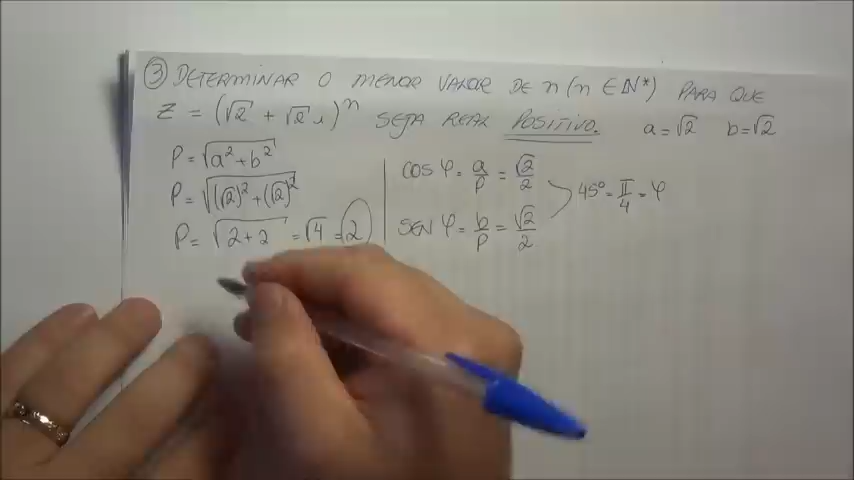 ③ DETERMINAR O MENOR VALOR DE n (n ∈ N*) PARA QUE
Z = (√2 + √2 i)^n SEJA REAL POSITIVO. a = √2 b = √2
ρ = √(a² + b²)
ρ = √((√2)² + (√2)²)
ρ = √(2 + 2) = √4 = 2
COS φ = a/ρ = √2/2
SEN φ = b/ρ = √2/2
45° = π/4 = φ